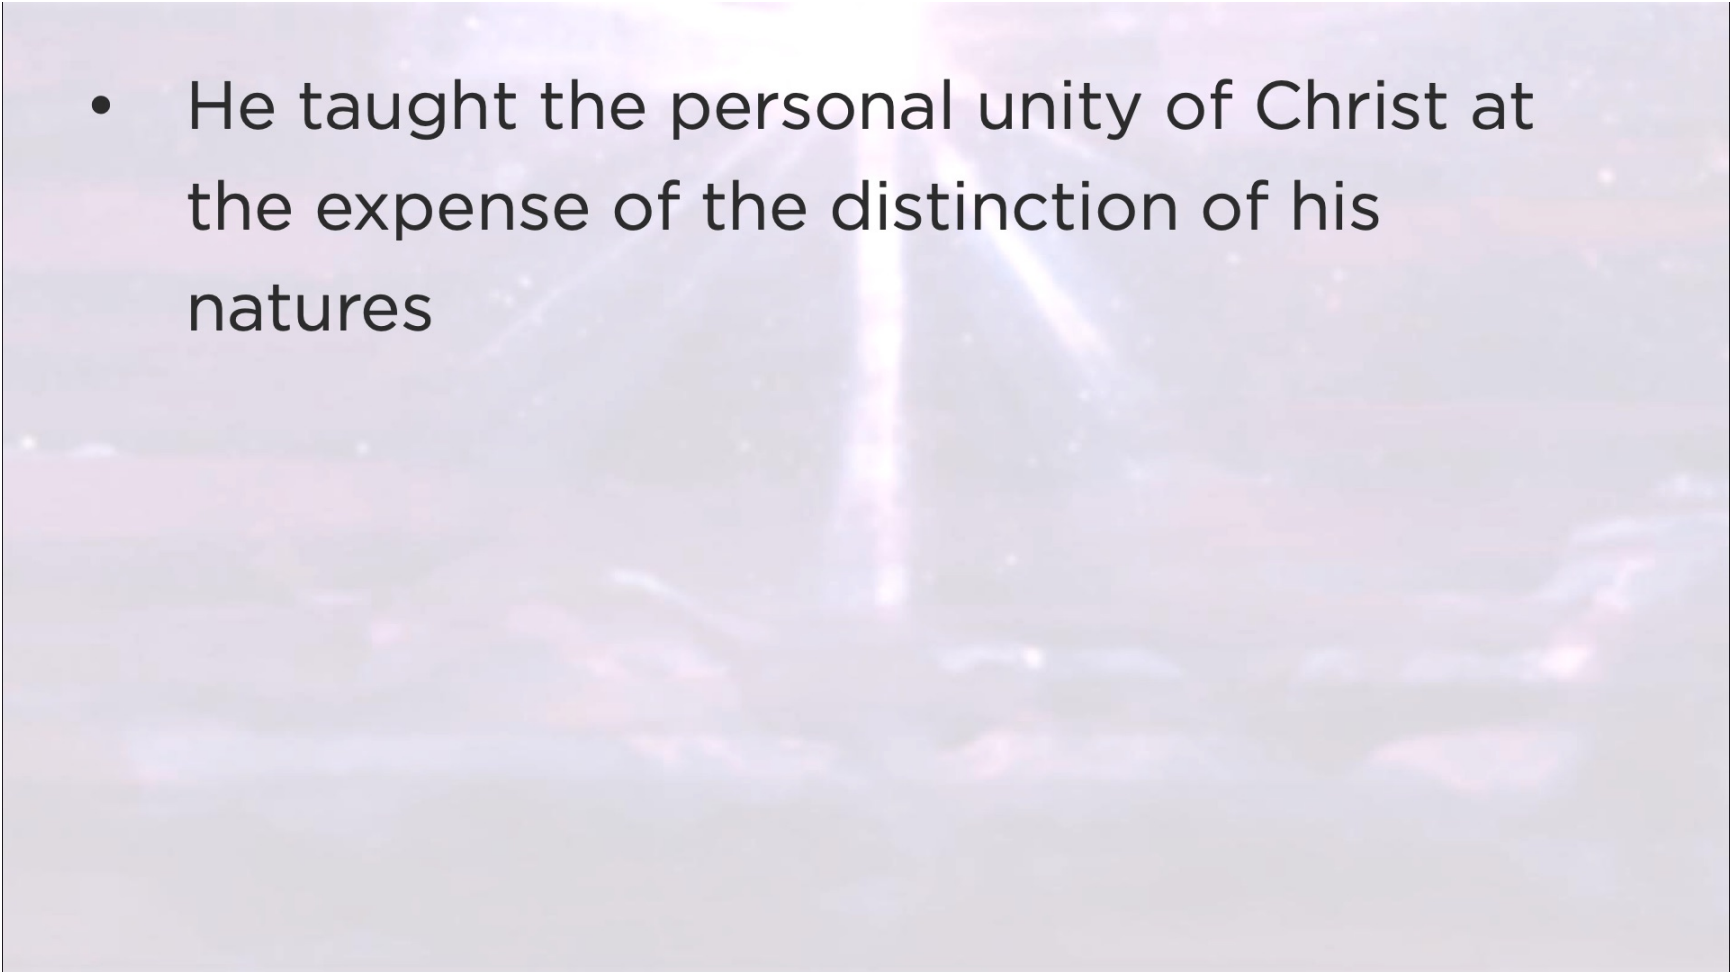 • He taught the personal unity of Christ at
the expense of the distinction of his
natures